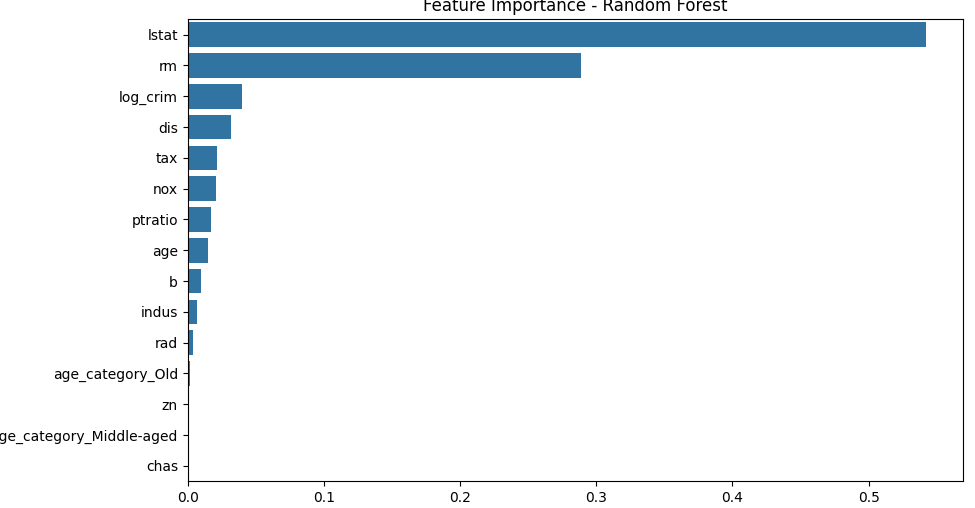 Feature Importance - Random Forest
lstat
rm
log_crim
dis
tax
nox
ptratio
age
b
indus
rad
age_category_Old
zn
ge_category_Middle-aged
chas
0.0 0.1 0.2 0.3 0.4 0.5